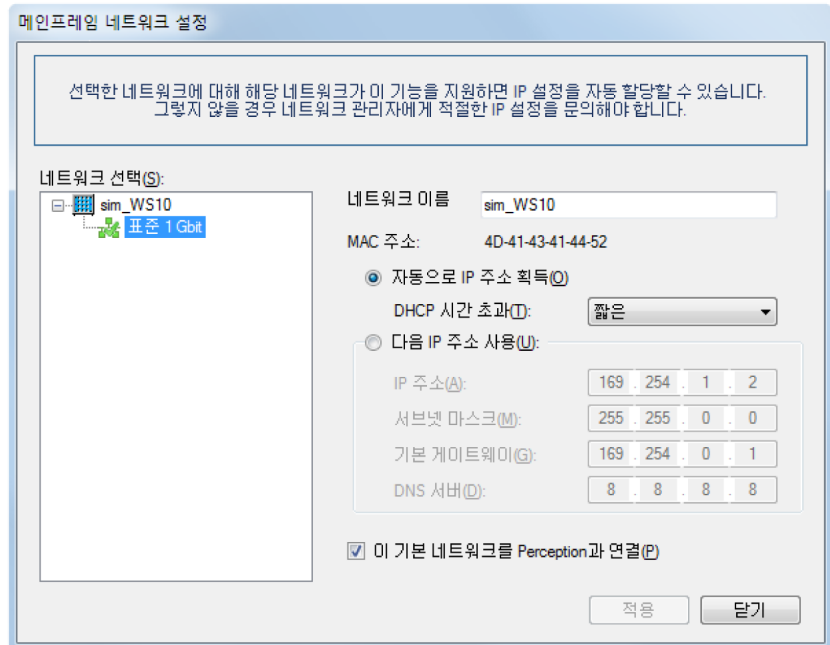 메인프레임 네트워크 설정
선택한 네트워크에 대해 해당 네트워크가 이 기능을 지원하면 IP 설정을 자동 할당할 수 있습니다.
그렇지 않을 경우 네트워크 관리자에게 적절한 IP 설정을 문의해야 합니다.
네트워크 선택(S):
sim_WS10
표준 1 Gbit
네트워크 이름 sim_WS10
MAC 주소: 4D-41-43-41-44-52
자동으로 IP 주소 획득(O)
DHCP 시간 초과(T): 짧은
다음 IP 주소 사용(U):
IP 주소(A): 169 . 254 . 1 . 2
서브넷 마스크(M): 255 . 255 . 0 . 0
기본 게이트웨이(G): 169 . 254 . 0 . 1
DNS 서버(D): 8 . 8 . 8 . 8
이 기본 네트워크를 Perception과 연결(P)
적용 닫기